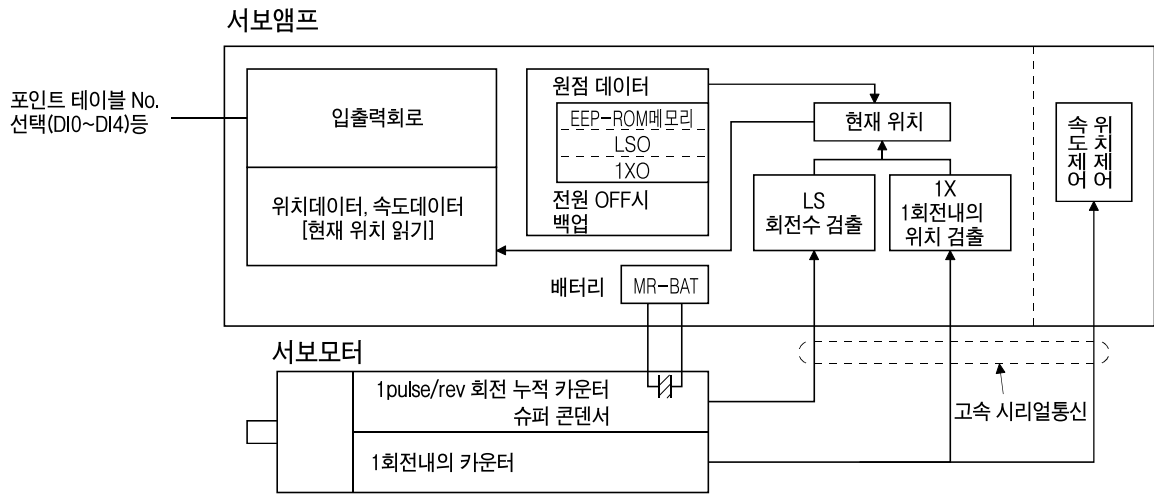 서보앰프
포인트 테이블 No.
선택(DI0~DI4)등
입출력회로
위치데이터, 속도데이터
[현재 위치 읽기]
원점 데이터
EEP-ROM메모리
LSO
1XO
전원 OFF시
백업
현재 위치
LS
회전수 검출
1X
1회전내의
위치 검출
위치제어
속도제어
배터리
MR-BAT
서보모터
1pulse/rev 회전 누적 카운터
슈퍼 콘덴서
1회전내의 카운터
고속 시리얼통신